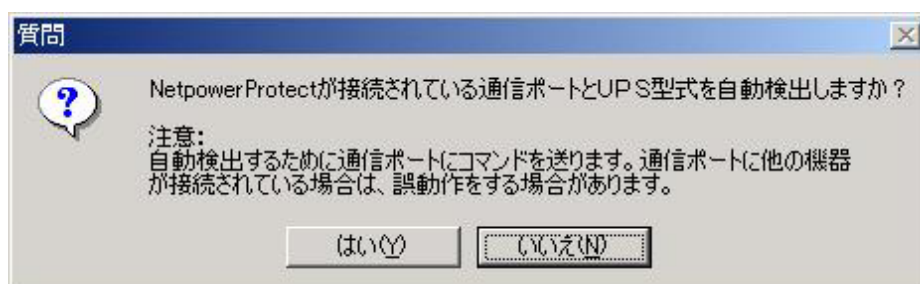 質問
NetpowerProtectが接続されている通信ポートとUPS型式を自動検出しますか？
注意：
自動検出するために通信ポートにコマンドを送ります。通信ポートに他の機器
が接続されている場合は、誤動作をする場合があります。
はい(Y)
いいえ(N)